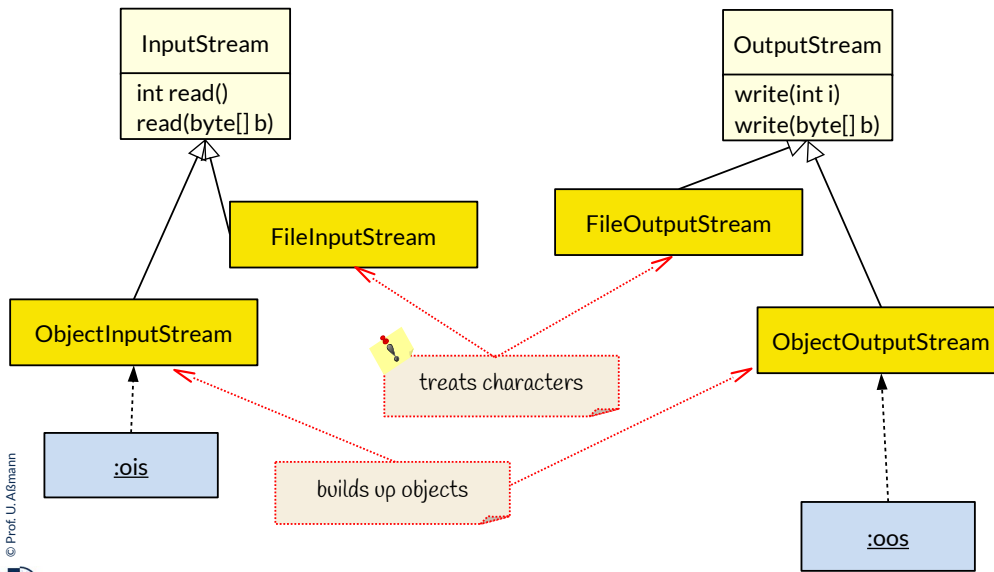 InputStream
int read()
read(byte[] b)
OutputStream
write(int i)
write(byte[] b)
FileInputStream
FileOutputStream
ObjectInputStream
ObjectOutputStream
treats characters
builds up objects
:ois
:oos
© Prof. U. Aßmann